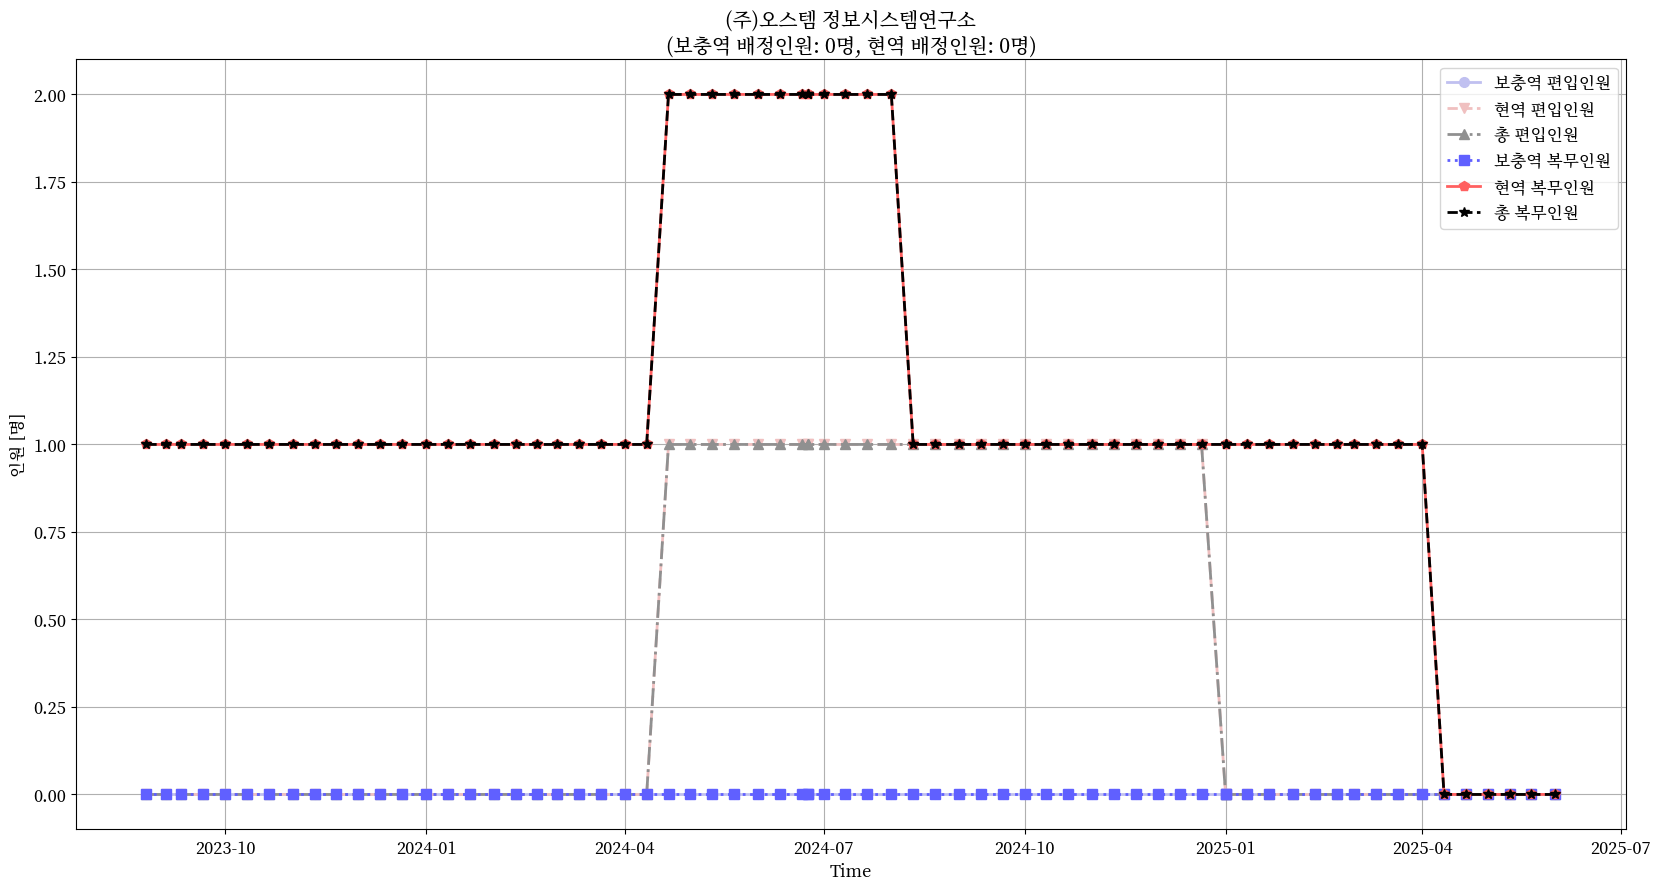 (주)오스템 정보시스템연구소
(보충역 배정인원: 0명, 현역 배정인원: 0명)
보충역 편입인원
현역 편입인원
총 편입인원
보충역 복무인원
현역 복무인원
총 복무인원
인원 [명]
2.00
1.75
1.50
1.25
1.00
0.75
0.50
0.25
0.00
2023-10
2024-01
2024-04
2024-07
2024-10
2025-01
2025-04
2025-07
Time